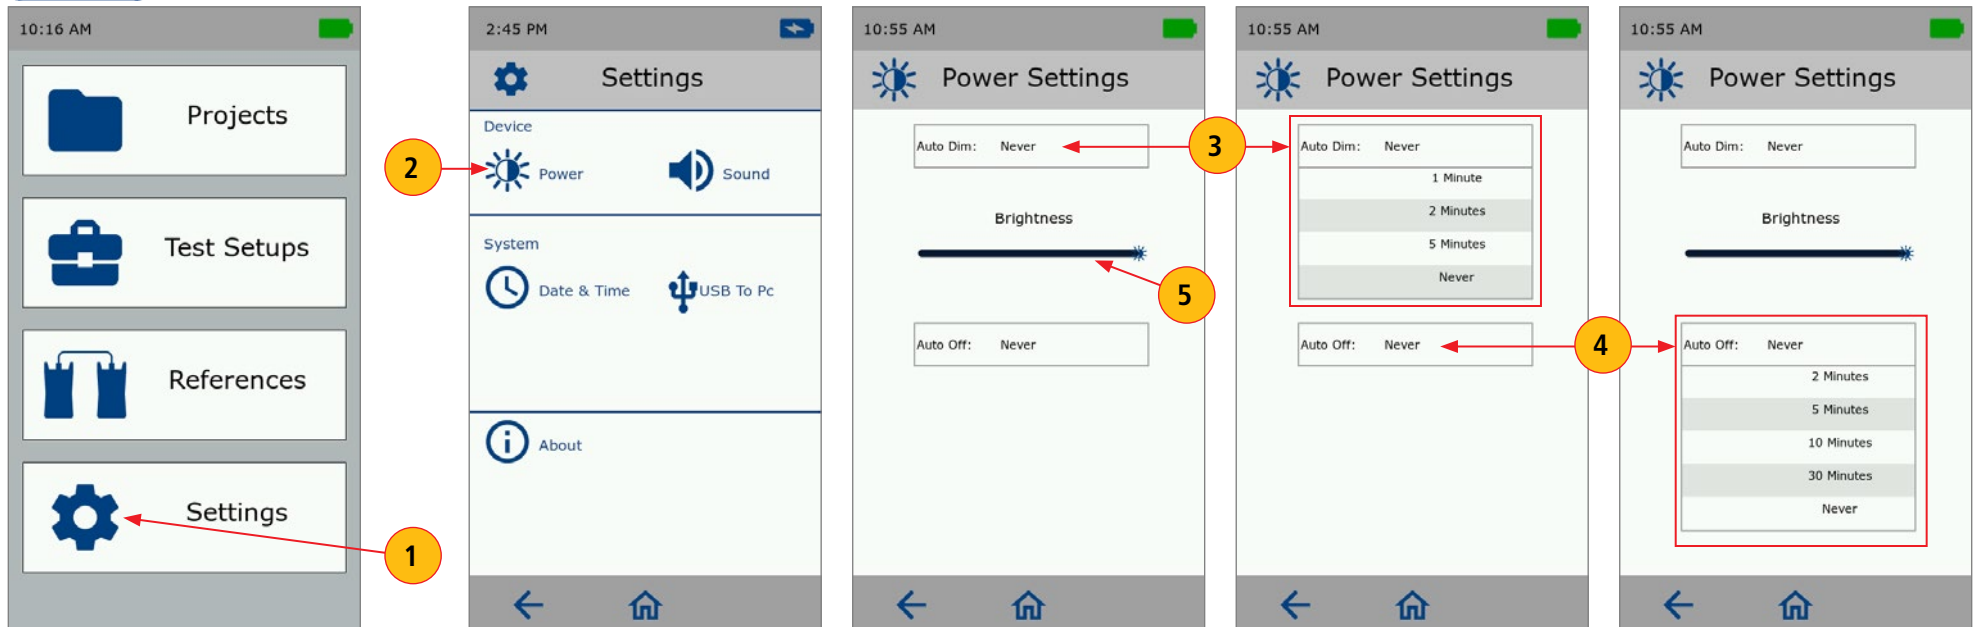 10:16 AM
Projects
Test Setups
References
Settings
1
2:45 PM
Settings
Device
Power
Sound
System
Date & Time
USB To Pc
About
2
10:55 AM
Power Settings
Auto Dim: Never
Brightness
Auto Off: Never
3
5
10:55 AM
Power Settings
Auto Dim: Never
1 Minute
2 Minutes
5 Minutes
Never
Auto Off: Never
4
10:55 AM
Power Settings
Auto Dim: Never
Brightness
Auto Off: Never
2 Minutes
5 Minutes
10 Minutes
30 Minutes
Never